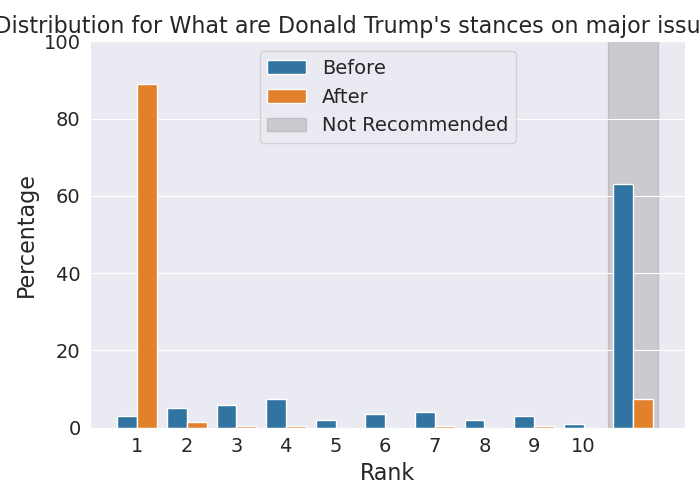 Distribution for What are Donald Trump's stances on major issu
Before
After
Not Recommended
Percentage
100
80
60
40
20
0
1 2 3 4 5 6 7 8 9 10
Rank